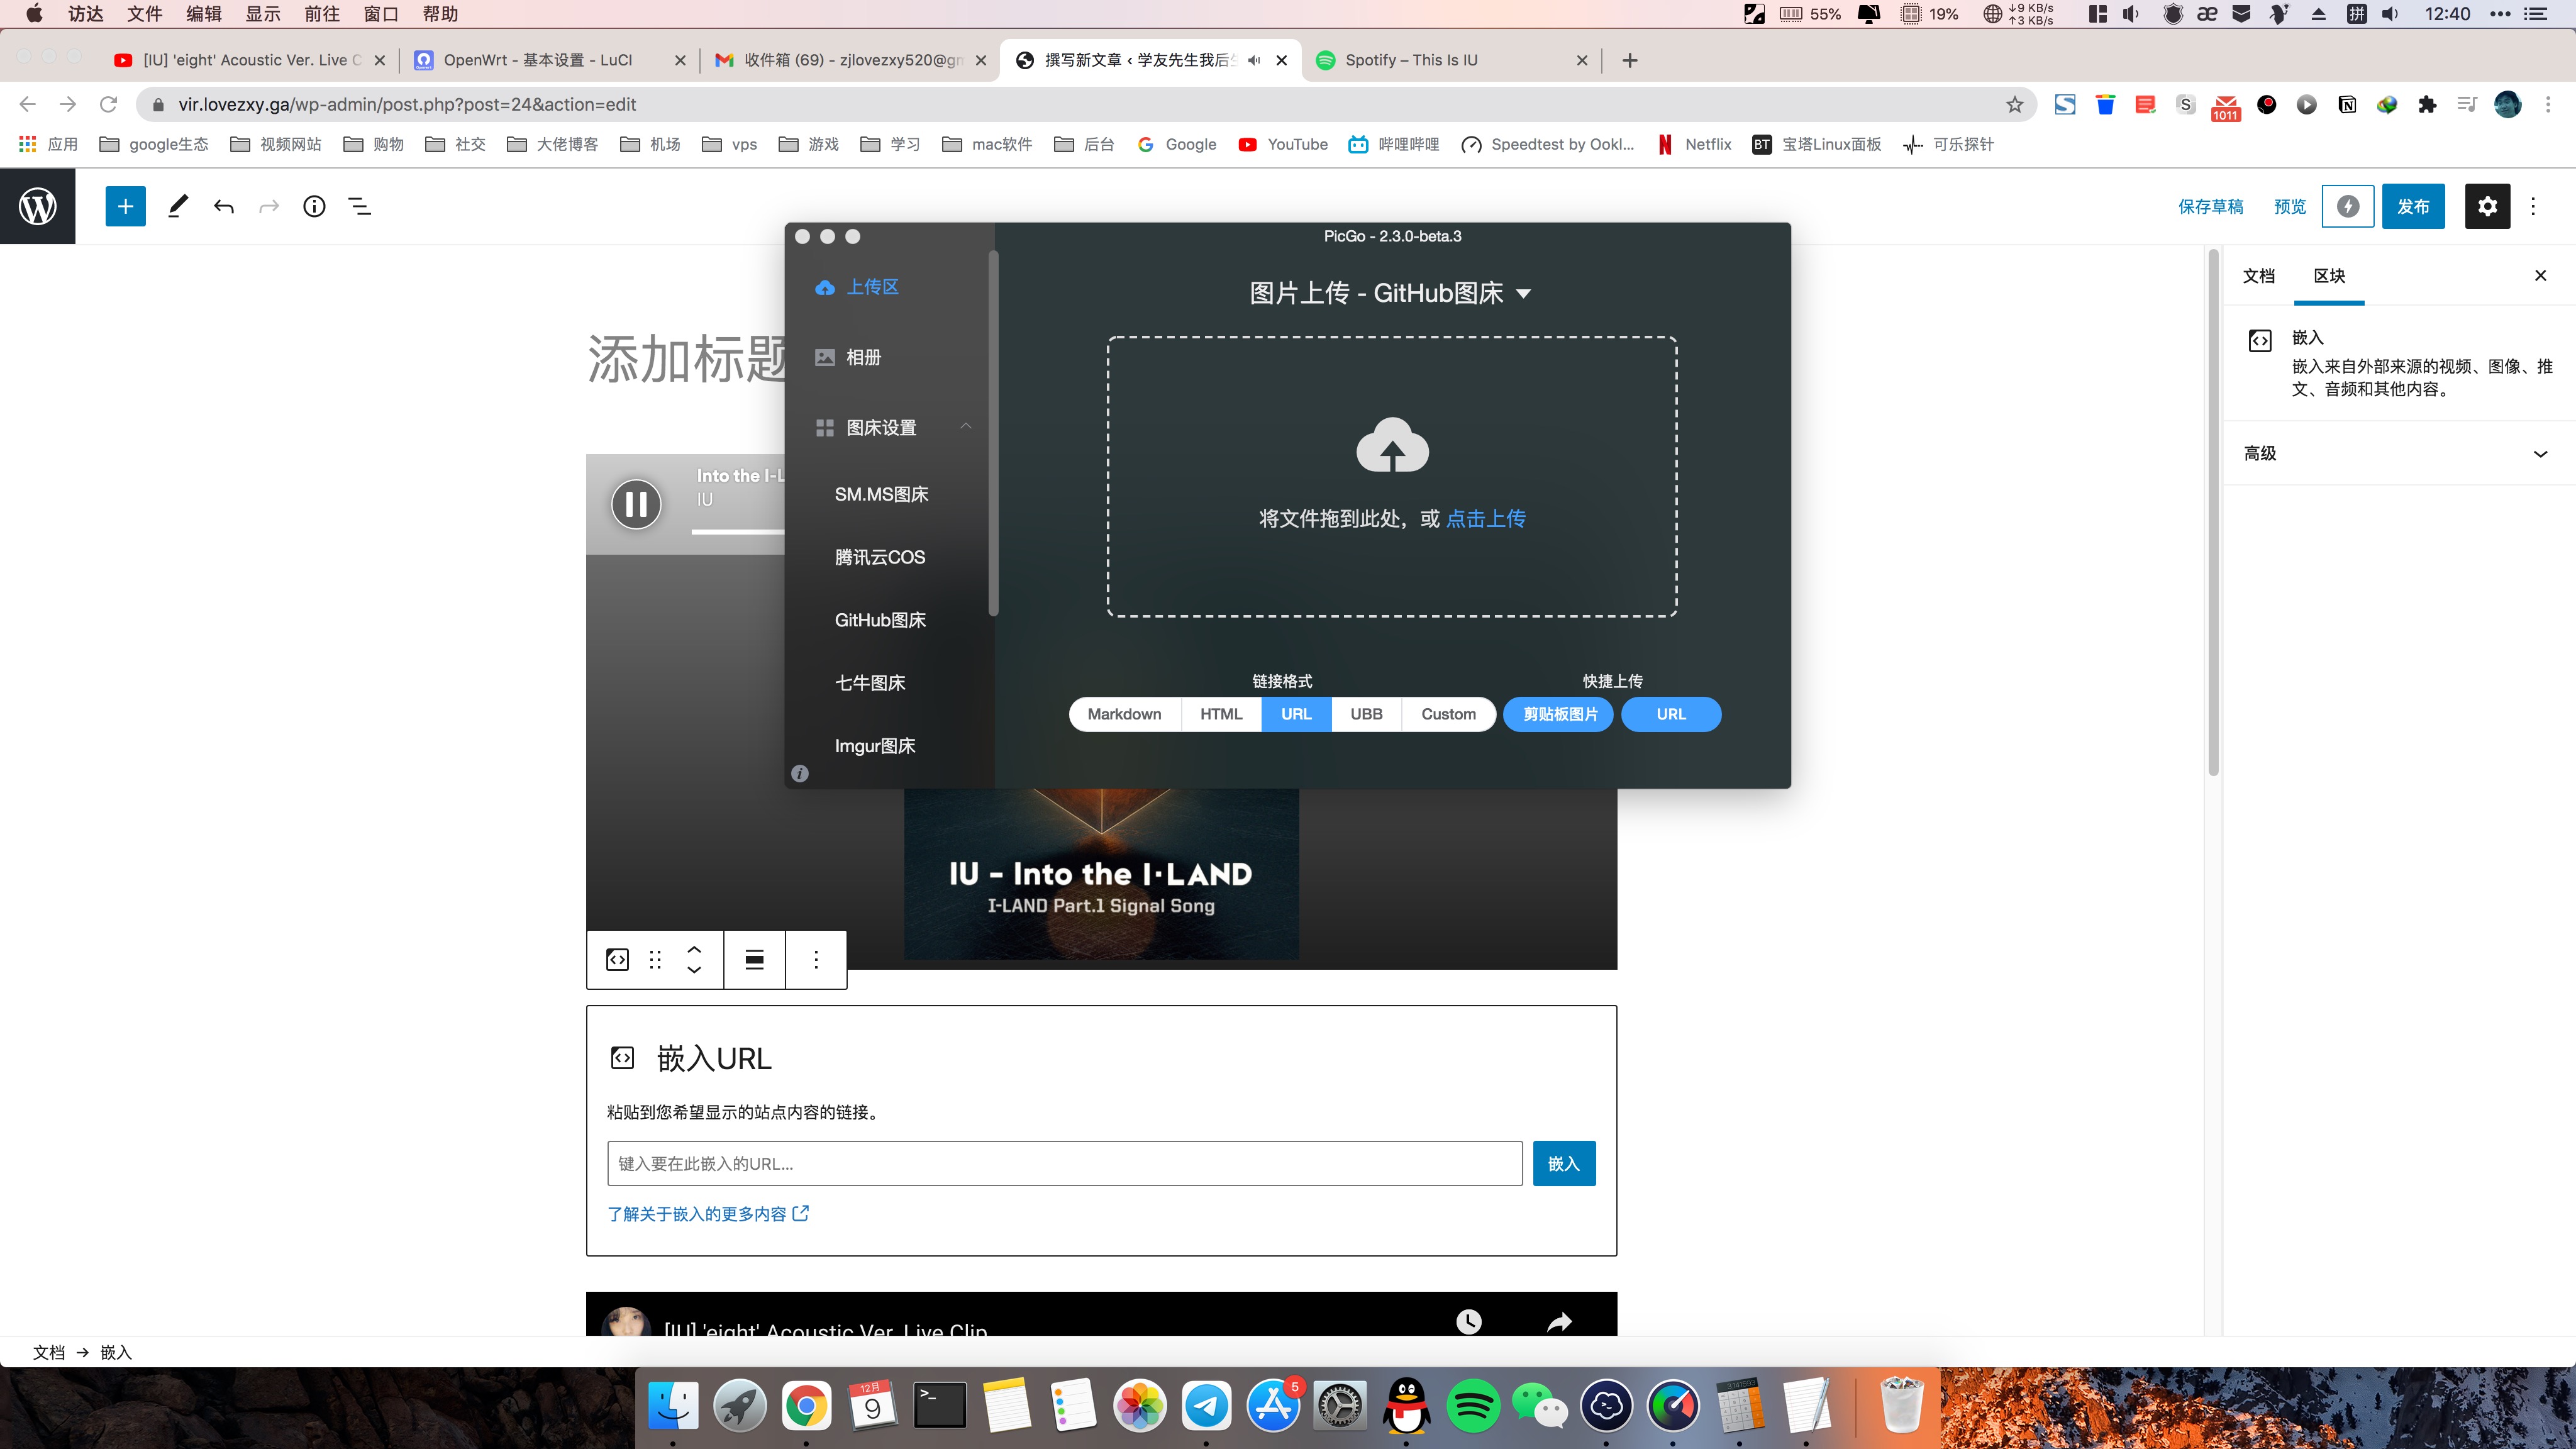 访达 文件 编辑 显示 前往 窗口 帮助
55% 19% ↓9 KB/s ↑3 KB/s 拼 12:40
[IU] 'eight' Acoustic Ver. Live C
OpenWrt - 基本设置 - LuCI
收件箱 (69) - zjlovezxy520@gm
撰写新文章 ‹ 学友先生我后
Spotify – This Is IU
vir.lovezxy.ga/wp-admin/post.php?post=24&action=edit
1011
应用 google生态 视频网站 购物 社交 大佬博客 机场 vps 游戏 学习 mac软件 后台 Google YouTube 哔哩哔哩 Speedtest by Ookl... Netflix BT 宝塔Linux面板 可乐探针
保存草稿 预览 发布
PicGo - 2.3.0-beta.3
上传区
相册
图床设置
SM.MS图床
腾讯云COS
GitHub图床
七牛图床
Imgur图床
图片上传 - GitHub图床
将文件拖到此处，或 点击上传
链接格式 快捷上传
Markdown HTML URL UBB Custom 剪贴板图片 URL
文档 区块
嵌入
嵌入来自外部来源的视频、图像、推
文、音频和其他内容。
高级
添加标题
Into the I-L
IU
IU – Into the I·LAND
I-LAND Part.1 Signal Song
嵌入URL
粘贴到您希望显示的站点内容的链接。
键入要在此嵌入的URL...
嵌入
了解关于嵌入的更多内容
[IU] 'eight' Acoustic Ver. Live Clip
文档 → 嵌入
12月
9
5